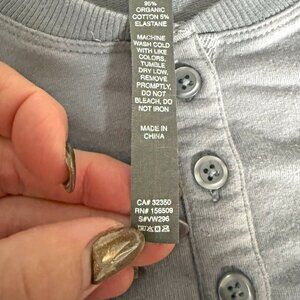 95%
ORGANIC
COTTON 5%
ELASTANE
MACHINE
WASH COLD
WITH LIKE
COLORS,
TUMBLE
DRY LOW,
REMOVE
PROMPTLY,
DO NOT
BLEACH, DO
NOT IRON
MADE IN
CHINA
CA# 32350
RN# 156509
S#VW296